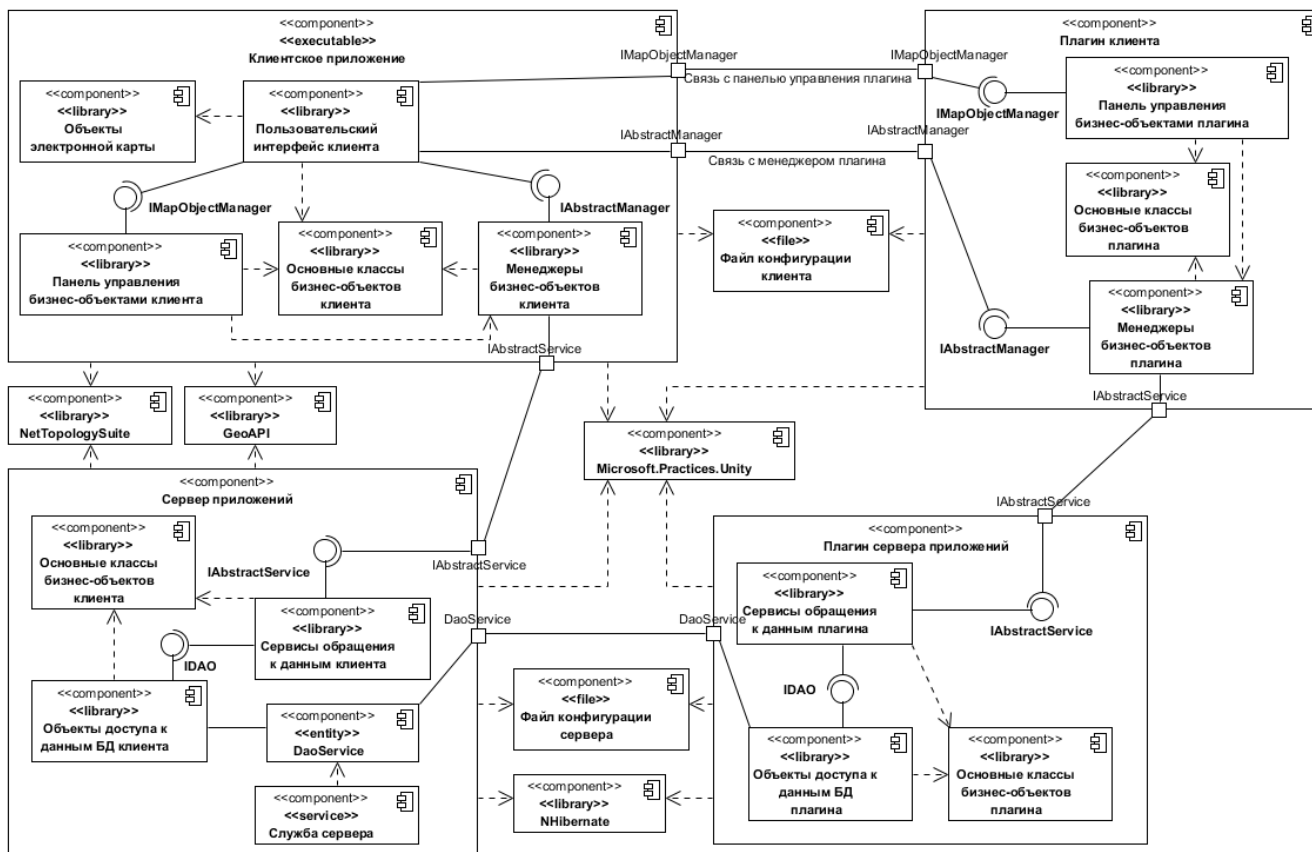 <<component>>
<<executable>>
Клиентское приложение
<<component>>
<<library>>
Объекты
электронной карты
<<component>>
<<library>>
Пользовательский
интерфейс клиента
IMapObjectManager
IAbstractManager
<<component>>
<<library>>
Панель управления
бизнес-объектами клиента
<<component>>
<<library>>
Основные классы
бизнес-объектов
клиента
<<component>>
<<library>>
Менеджеры
бизнес-объектов
клиента
IAbstractService
IMapObjectManager
Связь с панелью управления плагина
IMapObjectManager
IAbstractManager
Связь с менеджером плагина
IAbstractManager
<<component>>
<<file>>
Файл конфигурации
клиента
<<component>>
Плагин клиента
<<component>>
<<library>>
Панель управления
бизнес-объектами плагина
IMapObjectManager
<<component>>
<<library>>
Основные классы
бизнес-объектов
плагина
<<component>>
<<library>>
Менеджеры
бизнес-объектов
плагина
IAbstractManager
IAbstractService
<<component>>
<<library>>
NetTopologySuite
<<component>>
<<library>>
GeoAPI
<<component>>
<<library>>
Microsoft.Practices.Unity
<<component>>
Сервер приложений
<<component>>
<<library>>
Основные классы
бизнес-объектов
клиента
IAbstractService
IAbstractService
<<component>>
<<library>>
Сервисы обращения
к данным клиента
IDAO
<<component>>
<<library>>
Объекты доступа к
данным БД клиента
<<component>>
<<entity>>
DaoService
<<component>>
<<service>>
Служба сервера
DaoService
DaoService
<<component>>
<<file>>
Файл конфигурации
сервера
<<component>>
<<library>>
NHibernate
IAbstractService
<<component>>
Плагин сервера приложений
<<component>>
<<library>>
Сервисы обращения
к данным плагина
IAbstractService
IDAO
<<component>>
<<library>>
Объекты доступа к
данным БД
плагина
<<component>>
<<library>>
Основные классы
бизнес-объектов
плагина